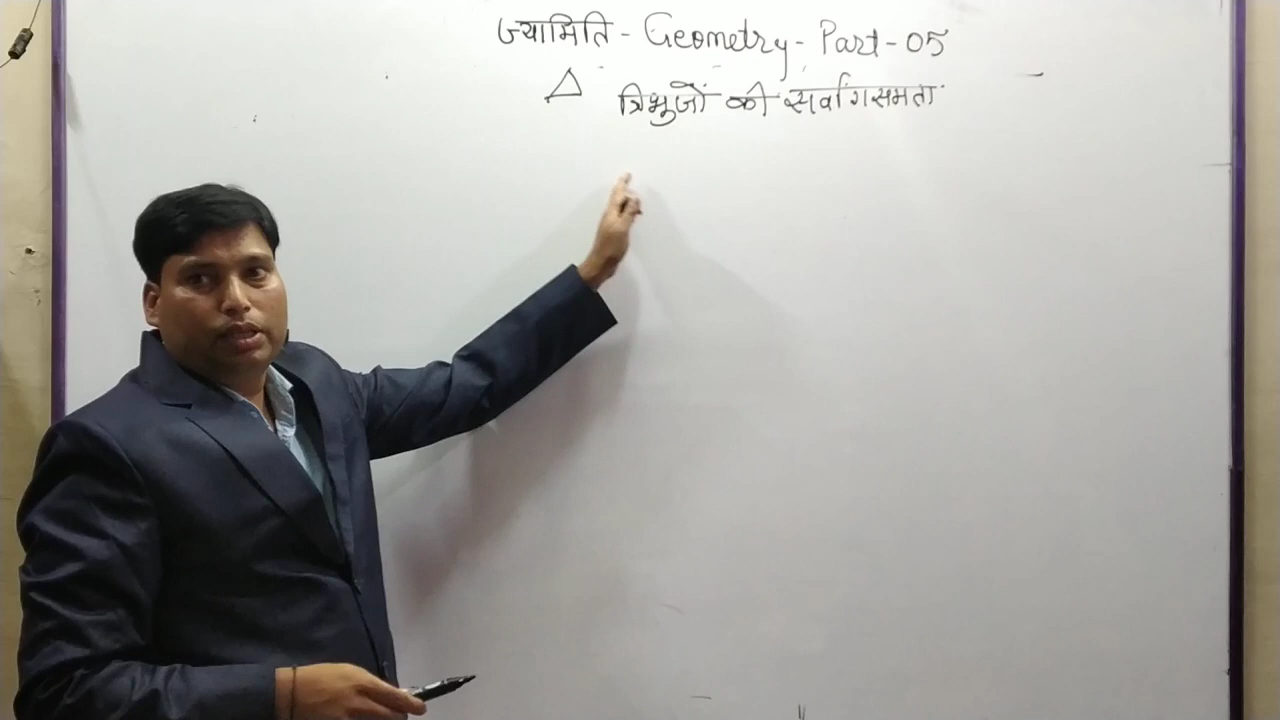 ज्यामिति - Geometry - Part - 05
△ त्रिभुजों की सर्वांगसमता